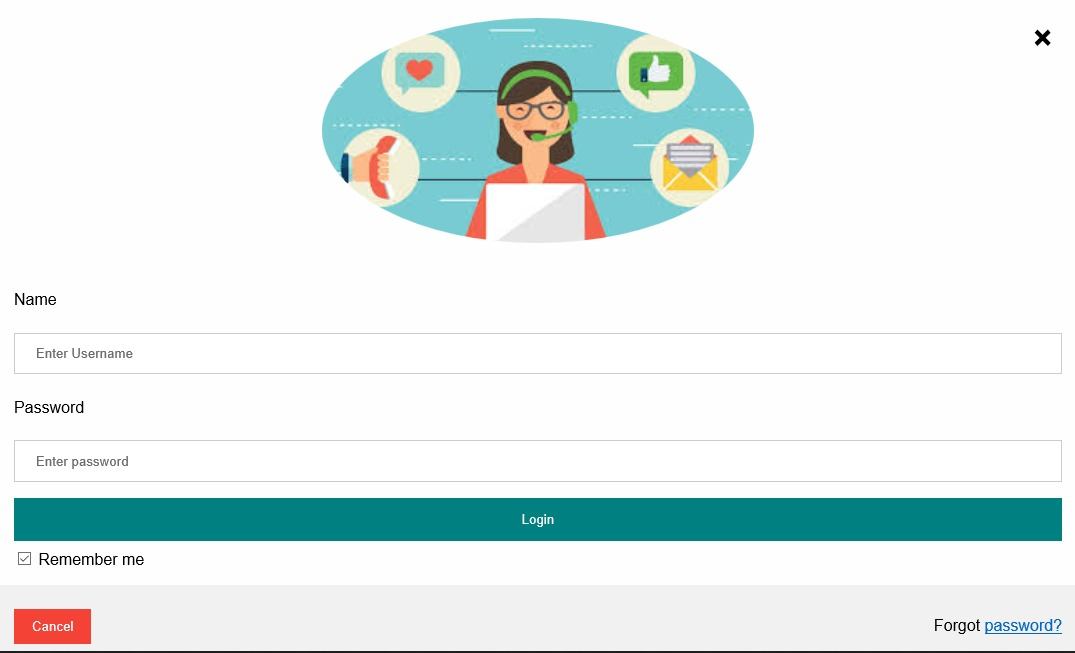 Name
Enter Username
Password
Enter password
Login
Remember me
Cancel
Forgot password?